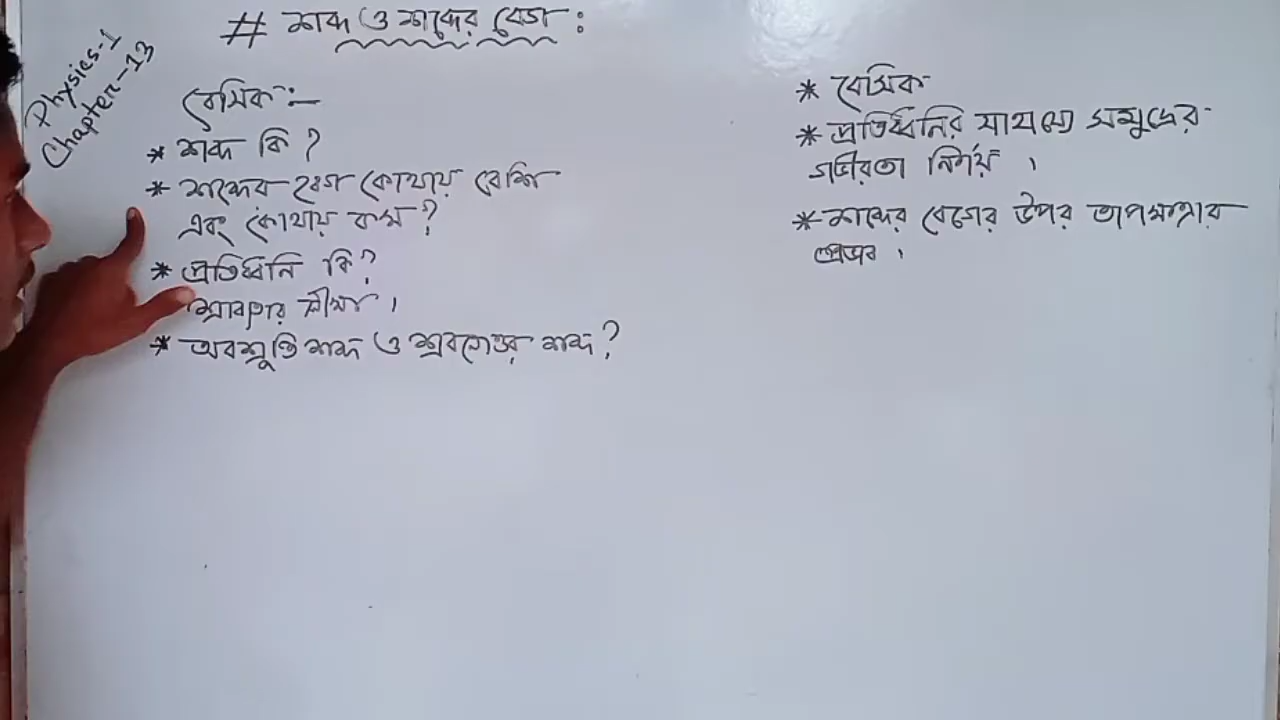 # শব্দ ও শব্দের বেগ :
Physics-1
Chapter-13
বেসিক :-
* শব্দ কি ?
* শব্দের বেগ কোথায় বেশি
এবং কোথায় কম ?
* প্রতিধ্বনি কি ?
শ্রাব্যতার সীমা ।
* অবশ্রুতি শব্দ ও শ্রবণোত্তর শব্দ ?
* বেসিক
* প্রতিধ্বনির সাহায্যে সমুদ্রের
গভীরতা নির্ণয় ।
* শব্দের বেগের উপর তাপমাত্রার
প্রভাব ।